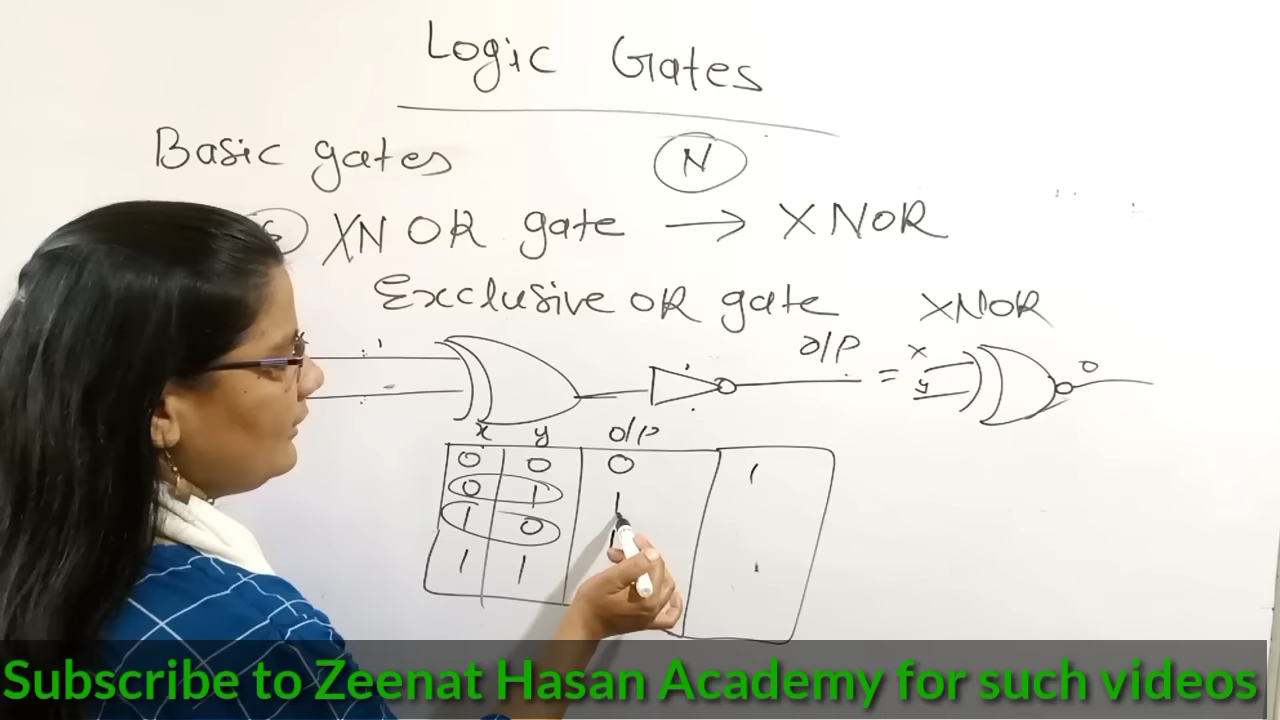 Logic Gates
Basic gates
N
XNOR gate → XNOR
Exclusive OR gate XNOR
O/P
= x
y
O
x y O/P
0 0 0 1
0 1 1
1 0 1
1 1
Subscribe to Zeenat Hasan Academy for such videos